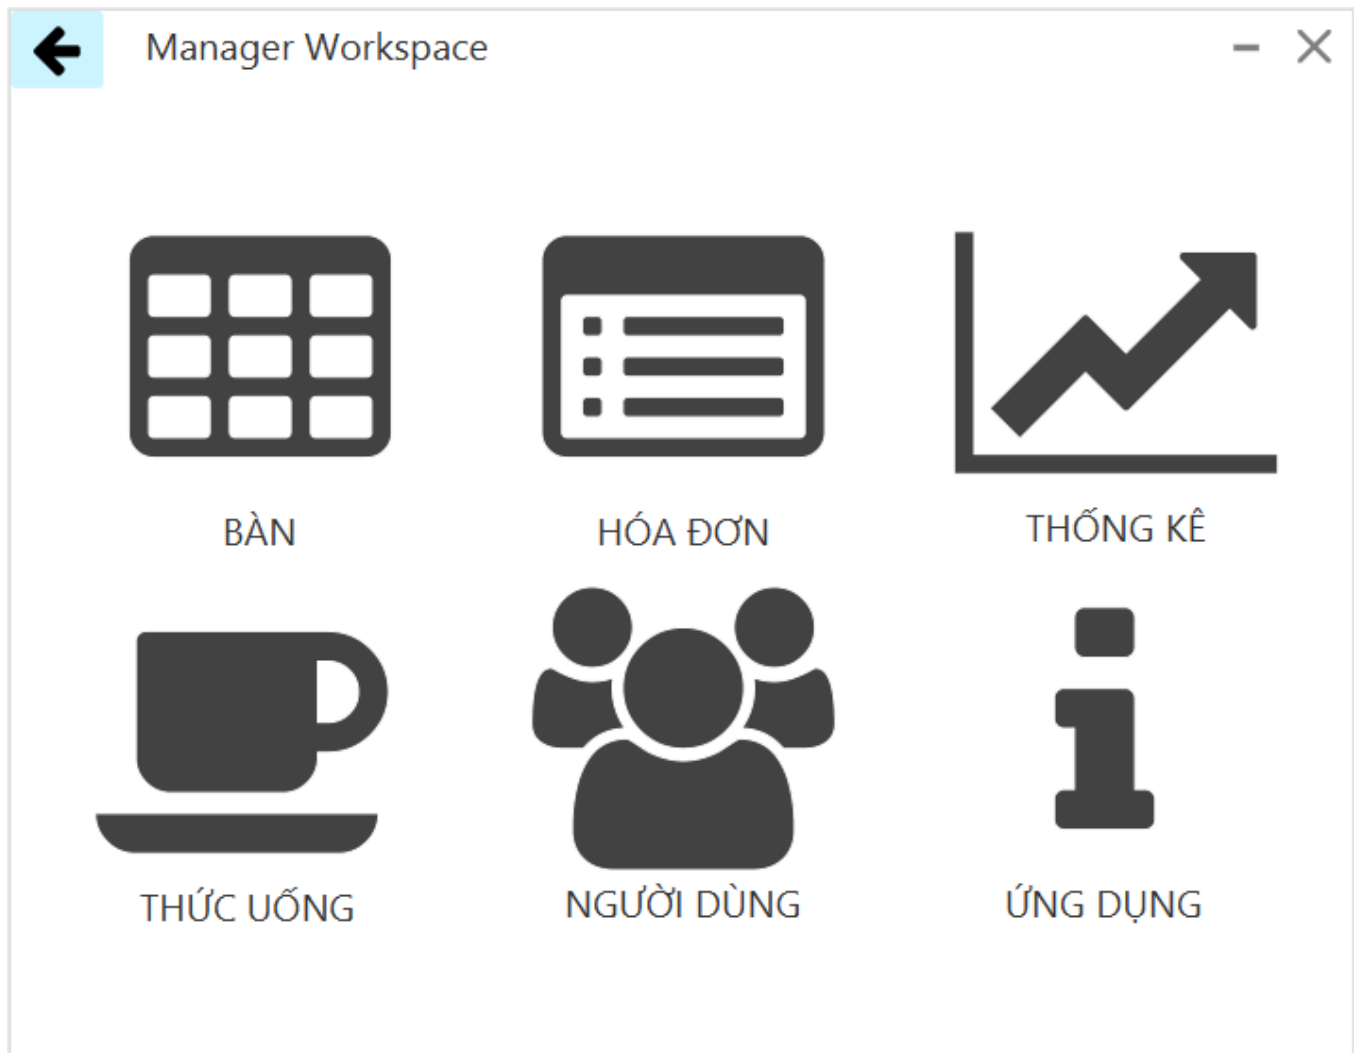 Manager Workspace
BÀN
HÓA ĐƠN
THỐNG KÊ
THỨC UỐNG
NGƯỜI DÙNG
ỨNG DỤNG